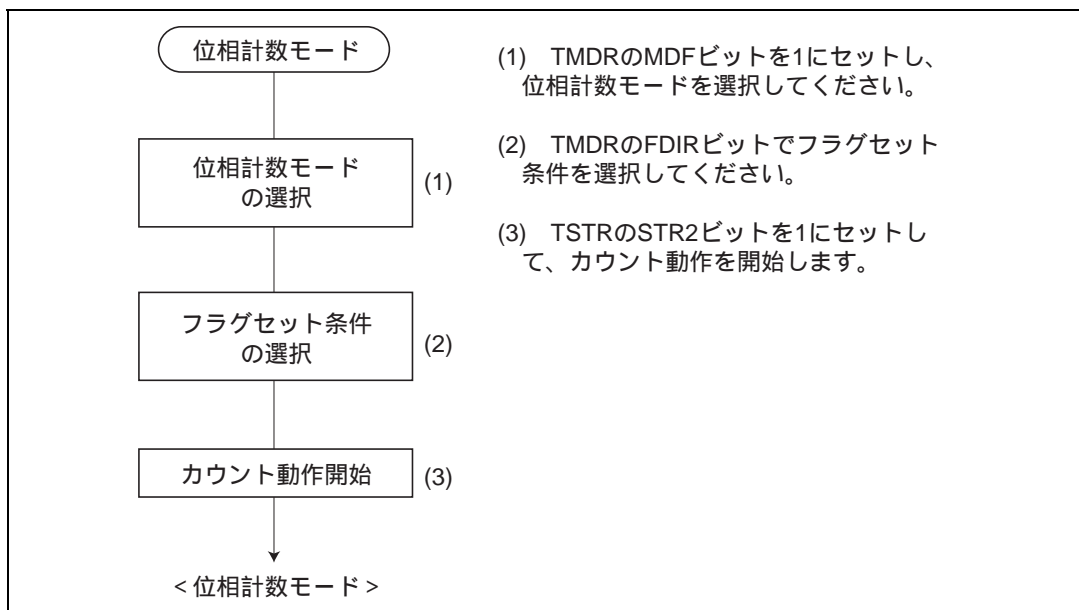 位相計数モード
位相計数モード
の選択
(1)
フラグセット条件
の選択
(2)
カウント動作開始
(3)
<位相計数モード>
(1) TMDRのMDFビットを1にセットし、
位相計数モードを選択してください。
(2) TMDRのFDIRビットでフラグセット
条件を選択してください。
(3) TSTRのSTR2ビットを1にセットし
て、カウント動作を開始します。